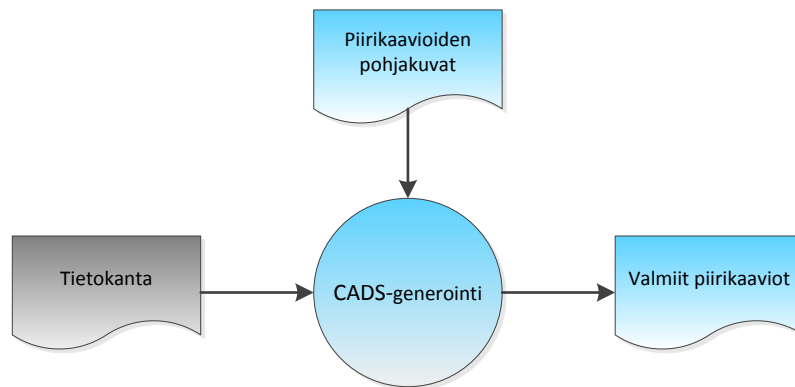 Piirikaavioiden
pohjakuvat
Tietokanta
CADS-generointi
Valmiit piirikaaviot